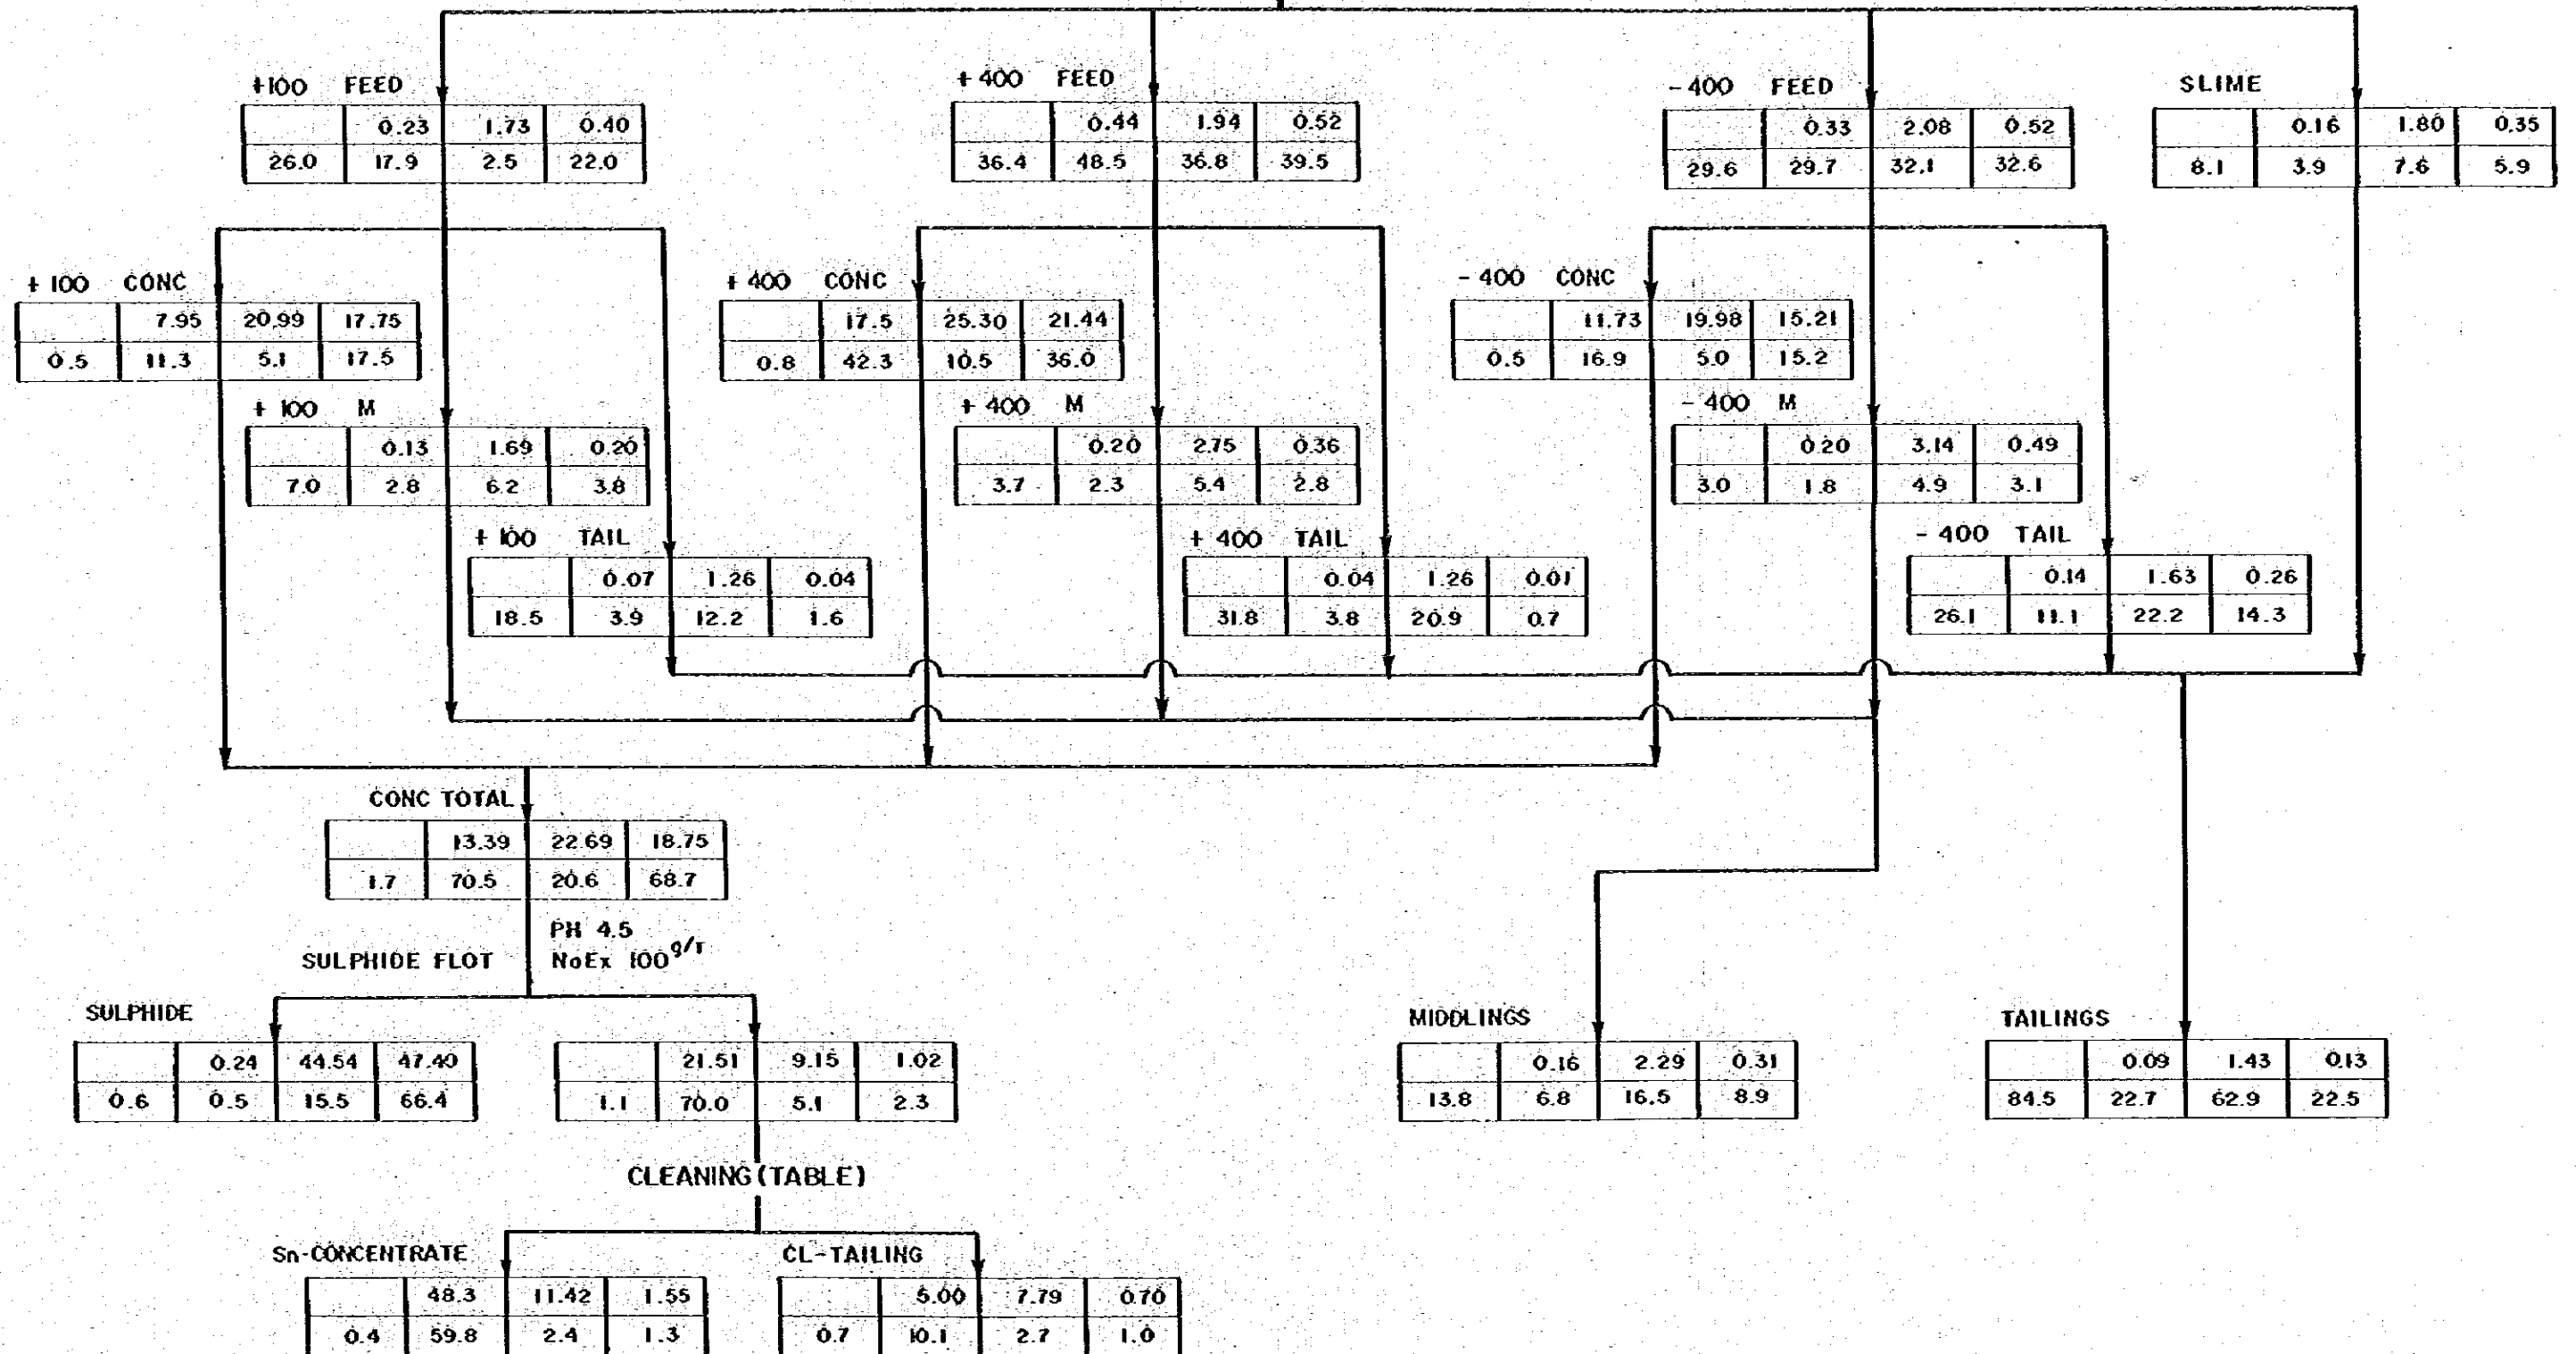 +100 FEED
0.23 1.73 0.40
26.0 17.9 2.5 22.0
+400 FEED
0.44 1.94 0.52
36.4 48.5 36.8 39.5
-400 FEED
0.33 2.08 0.52
29.6 29.7 32.1 32.6
SLIME
0.16 1.80 0.35
8.1 3.9 7.6 5.9
+100 CONC
7.95 20.99 17.75
0.5 11.3 5.1 17.5
+400 CONC
17.5 25.30 21.44
0.8 42.3 10.5 36.0
-400 CONC
11.73 19.98 15.21
0.5 16.9 5.0 15.2
+100 M
0.13 1.69 0.20
7.0 2.8 6.2 3.8
+400 M
0.20 2.75 0.36
3.7 2.3 5.4 2.8
-400 M
0.20 3.14 0.49
3.0 1.8 4.9 3.1
+100 TAIL
0.07 1.26 0.04
18.5 3.9 12.2 1.6
+400 TAIL
0.04 1.26 0.01
31.8 3.8 20.9 0.7
-400 TAIL
0.14 1.63 0.26
26.1 11.1 22.2 14.3
CONC TOTAL
13.39 22.69 18.75
1.7 70.5 20.6 68.7
PH 4.5
SULPHIDE FLOT NaEx 100g/T
SULPHIDE
0.24 44.54 47.40
0.6 0.5 15.5 66.4
21.51 9.15 1.02
1.1 70.0 5.1 2.3
MIDDLINGS
0.16 2.29 0.31
13.8 6.8 16.5 8.9
TAILINGS
0.09 1.43 0.13
84.5 22.7 62.9 22.5
CLEANING (TABLE)
Sn-CONCENTRATE
48.3 11.42 1.55
0.4 59.8 2.4 1.3
CL-TAILING
5.00 7.79 0.70
0.7 10.1 2.7 1.0